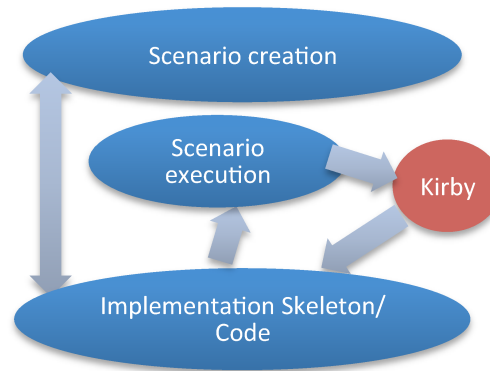 Scenario creation
Scenario
execution
Kirby
Implementation Skeleton/
Code